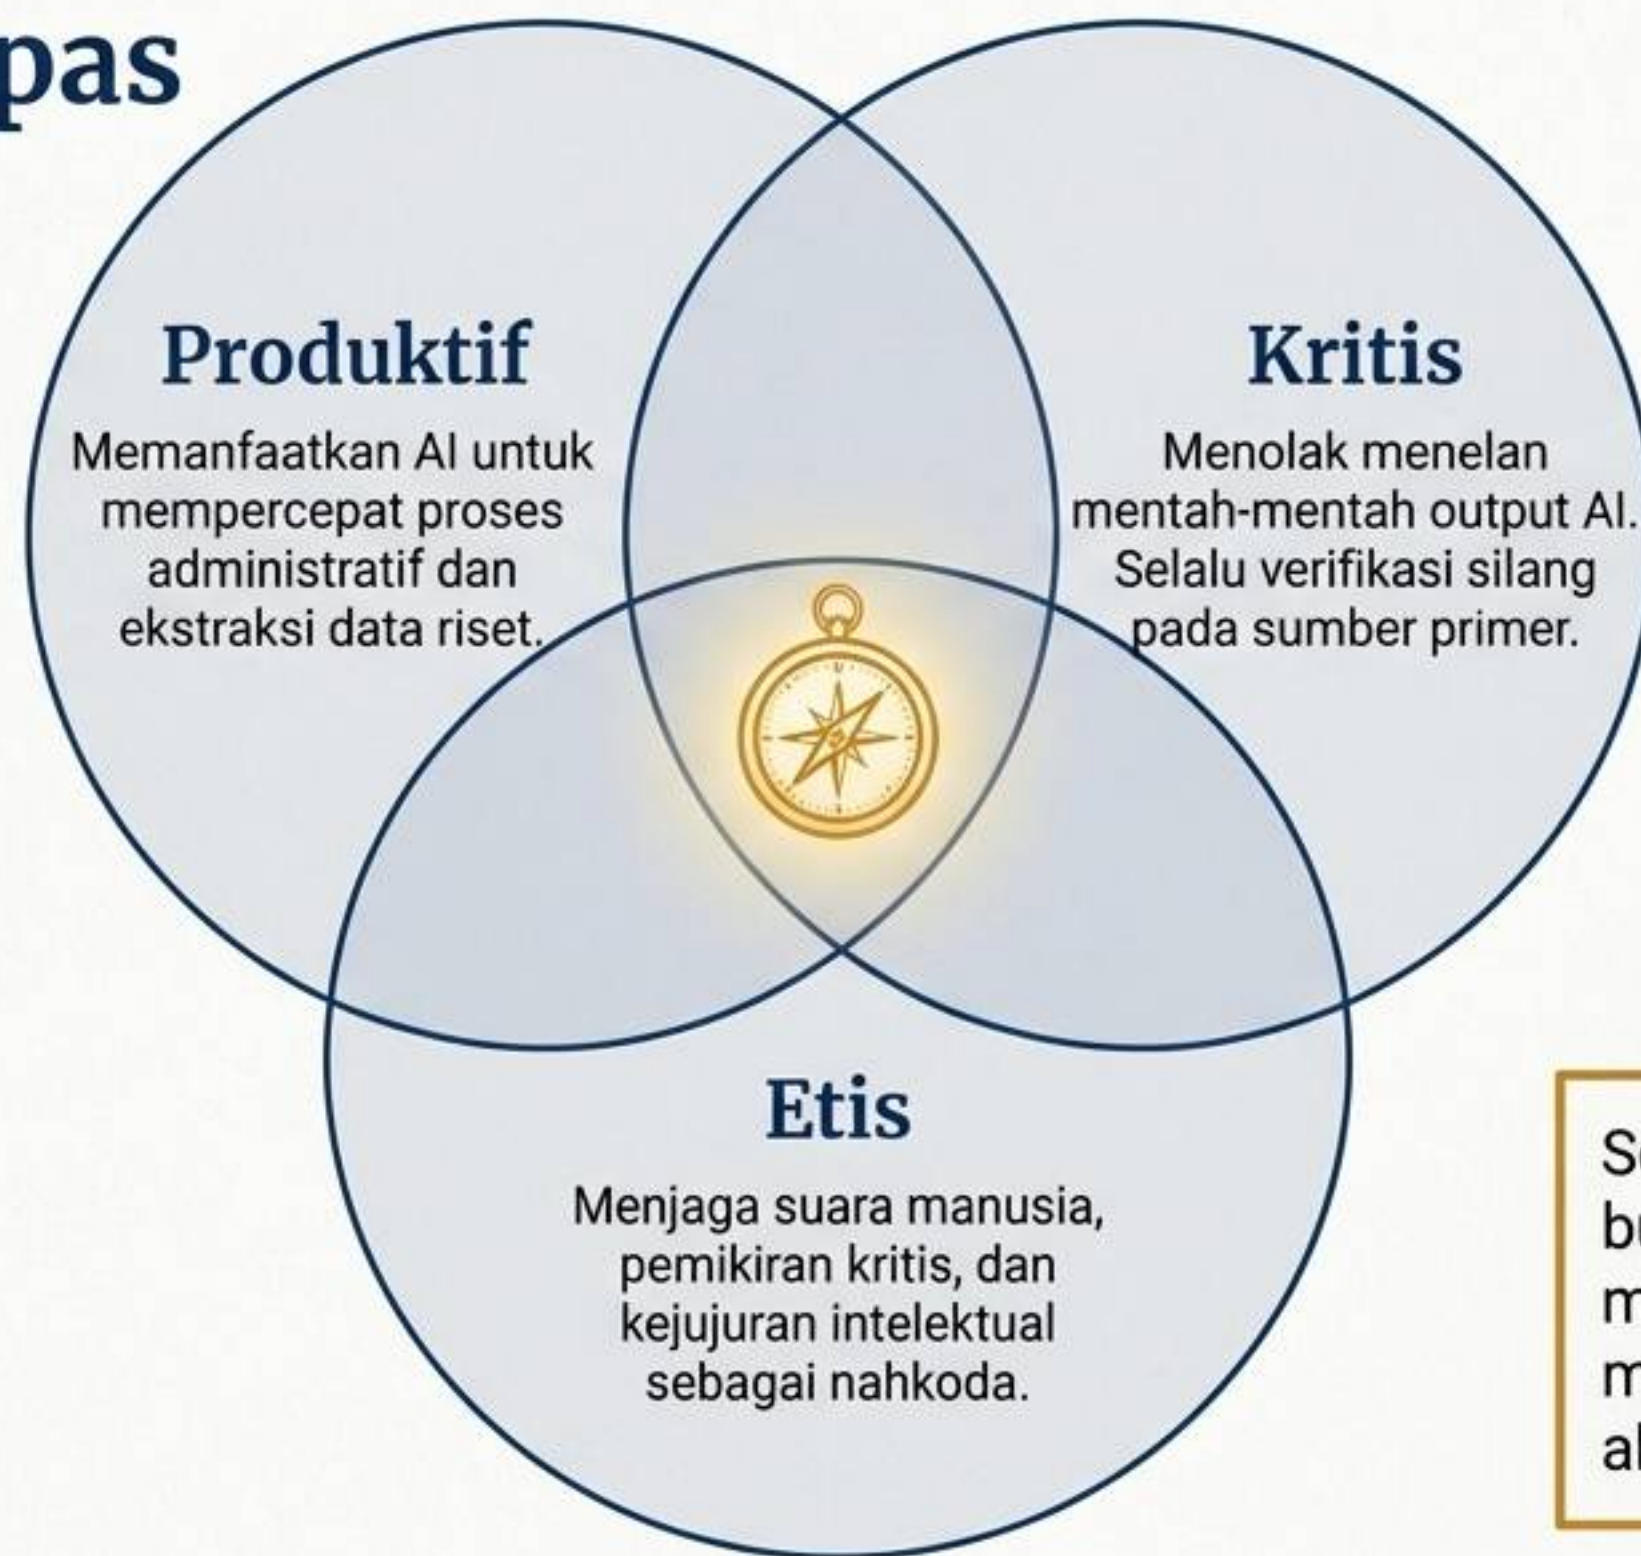 Produktif
Memanfaatkan AI untuk
mempercepat proses
administratif dan
ekstraksi data riset.
Kritis
Menolak menelan
mentah-mentah output AI.
Selalu verifikasi silang
pada sumber primer.
Etis
Menjaga suara manusia,
pemikiran kritis, dan
kejujuran intelektual
sebagai nahkoda.